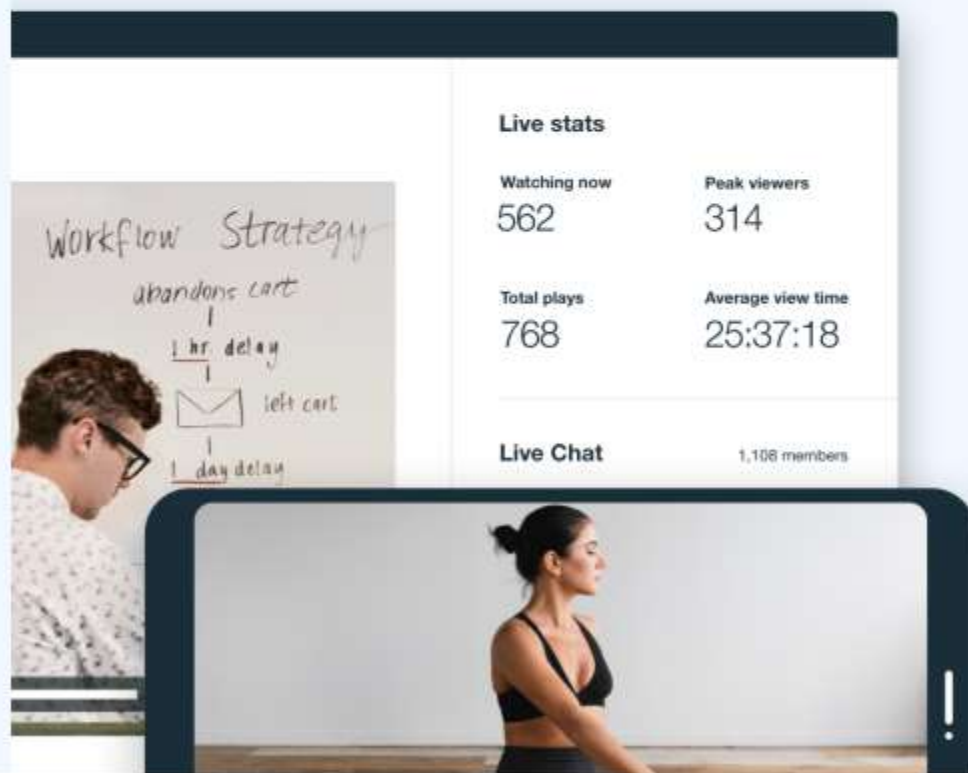 Workflow Strategy
abandons cart
1 hr. delay
left cart
1 day delay
Live stats
Watching now
562
Peak viewers
314
Total plays
768
Average view time
25:37:18
Live Chat
1,108 members